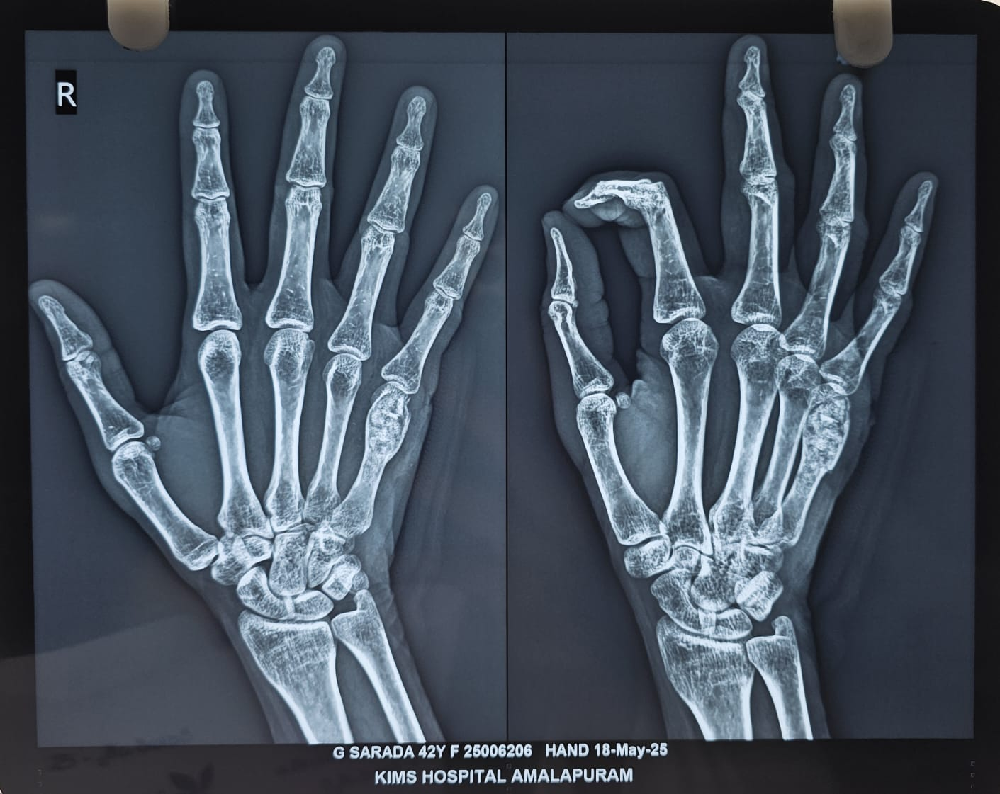 R
G SARADA 42Y F 25006206 HAND 18-May-25
KIMS HOSPITAL AMALAPURAM